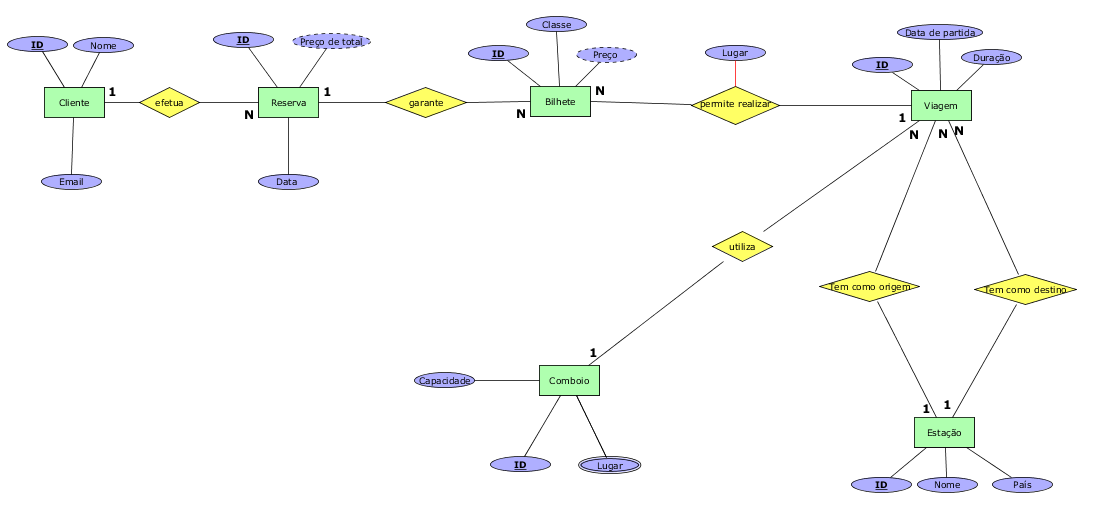 Classe
Data de partida
ID
Nome
ID
Preço de total
ID
Preço
Lugar
ID
Duração
Cliente
1
efetua
N
Reserva
1
garante
N
Bilhete
N
permite realizar
1
Viagem
N
N
N
Email
Data
utiliza
Tem como origem
Tem como destino
1
Capacidade
Comboio
1
1
Estação
ID
Lugar
ID
Nome
País